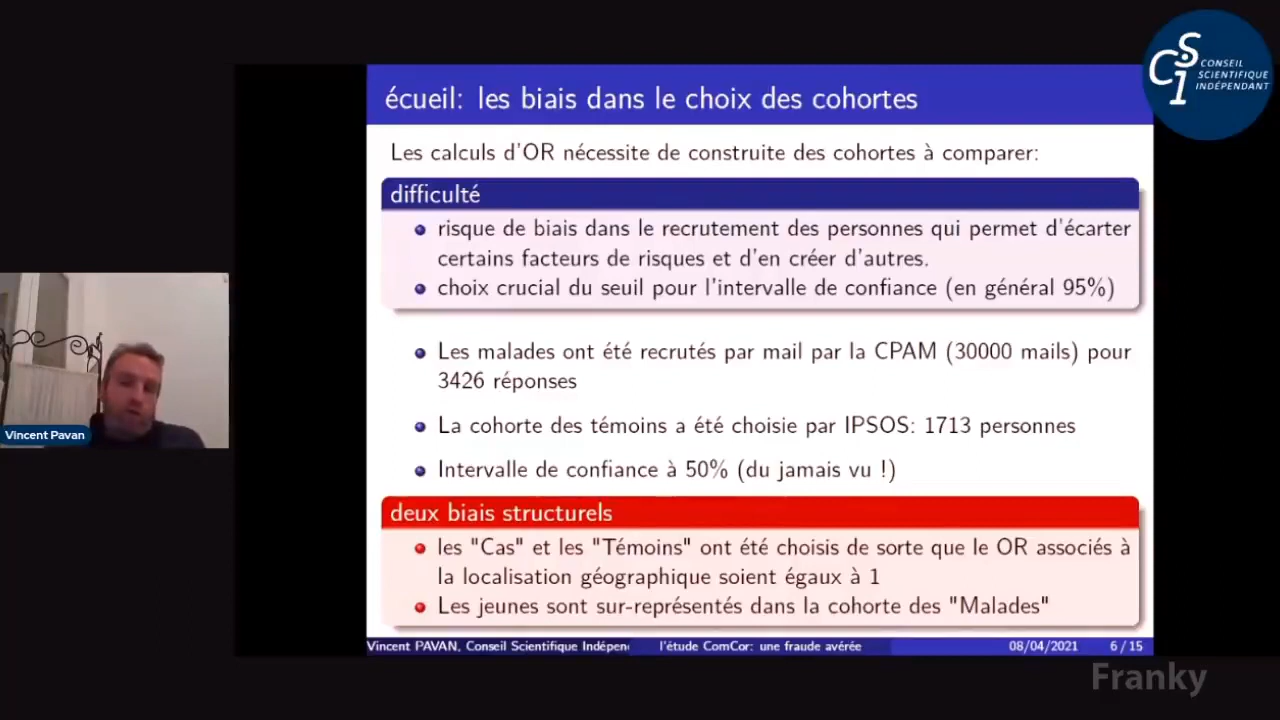 CSI
CONSEIL
SCIENTIFIQUE
INDÉPENDANT
écueil: les biais dans le choix des cohortes
Les calculs d'OR nécessite de construite des cohortes à comparer:
difficulté
risque de biais dans le recrutement des personnes qui permet d'écarter
certains facteurs de risques et d'en créer d'autres.
choix crucial du seuil pour l'intervalle de confiance (en général 95%)
Les malades ont été recrutés par mail par la CPAM (30000 mails) pour
3426 réponses
La cohorte des témoins a été choisie par IPSOS: 1713 personnes
Intervalle de confiance à 50% (du jamais vu !)
deux biais structurels
les "Cas" et les "Témoins" ont été choisis de sorte que le OR associés à
la localisation géographique soient égaux à 1
Les jeunes sont sur-représentés dans la cohorte des "Malades"
Vincent PAVAN, Conseil Scientifique Indépen l'étude ComCor: une fraude avérée 08/04/2021 6 / 15
Vincent Pavan
Franky